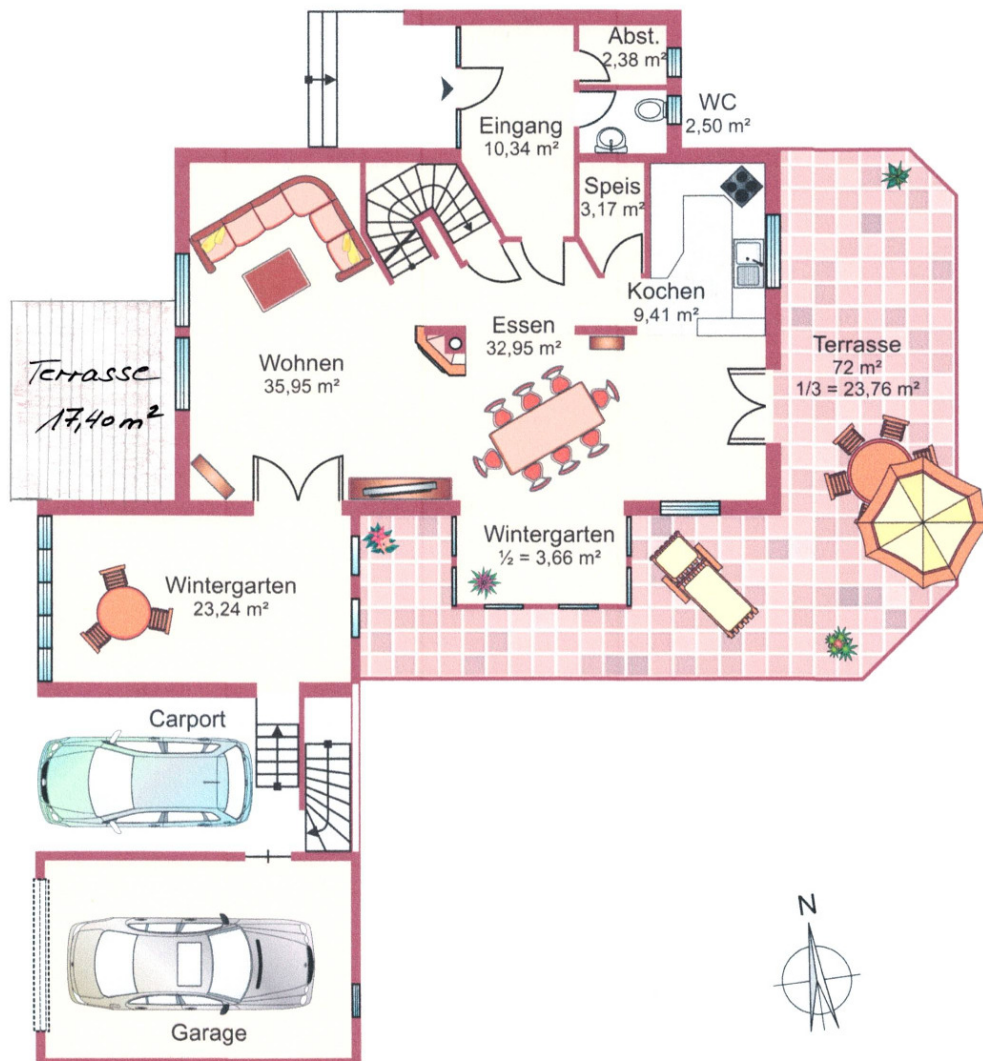 Abst.
2,38 m²
WC
2,50 m²
Eingang
10,34 m²
Speis
3,17 m²
Kochen
9,41 m²
Essen
32,95 m²
Wohnen
35,95 m²
Terrasse
72 m²
1/3 = 23,76 m²
Terrasse
17,40 m²
Wintergarten
½ = 3,66 m²
Wintergarten
23,24 m²
Carport
Garage
N